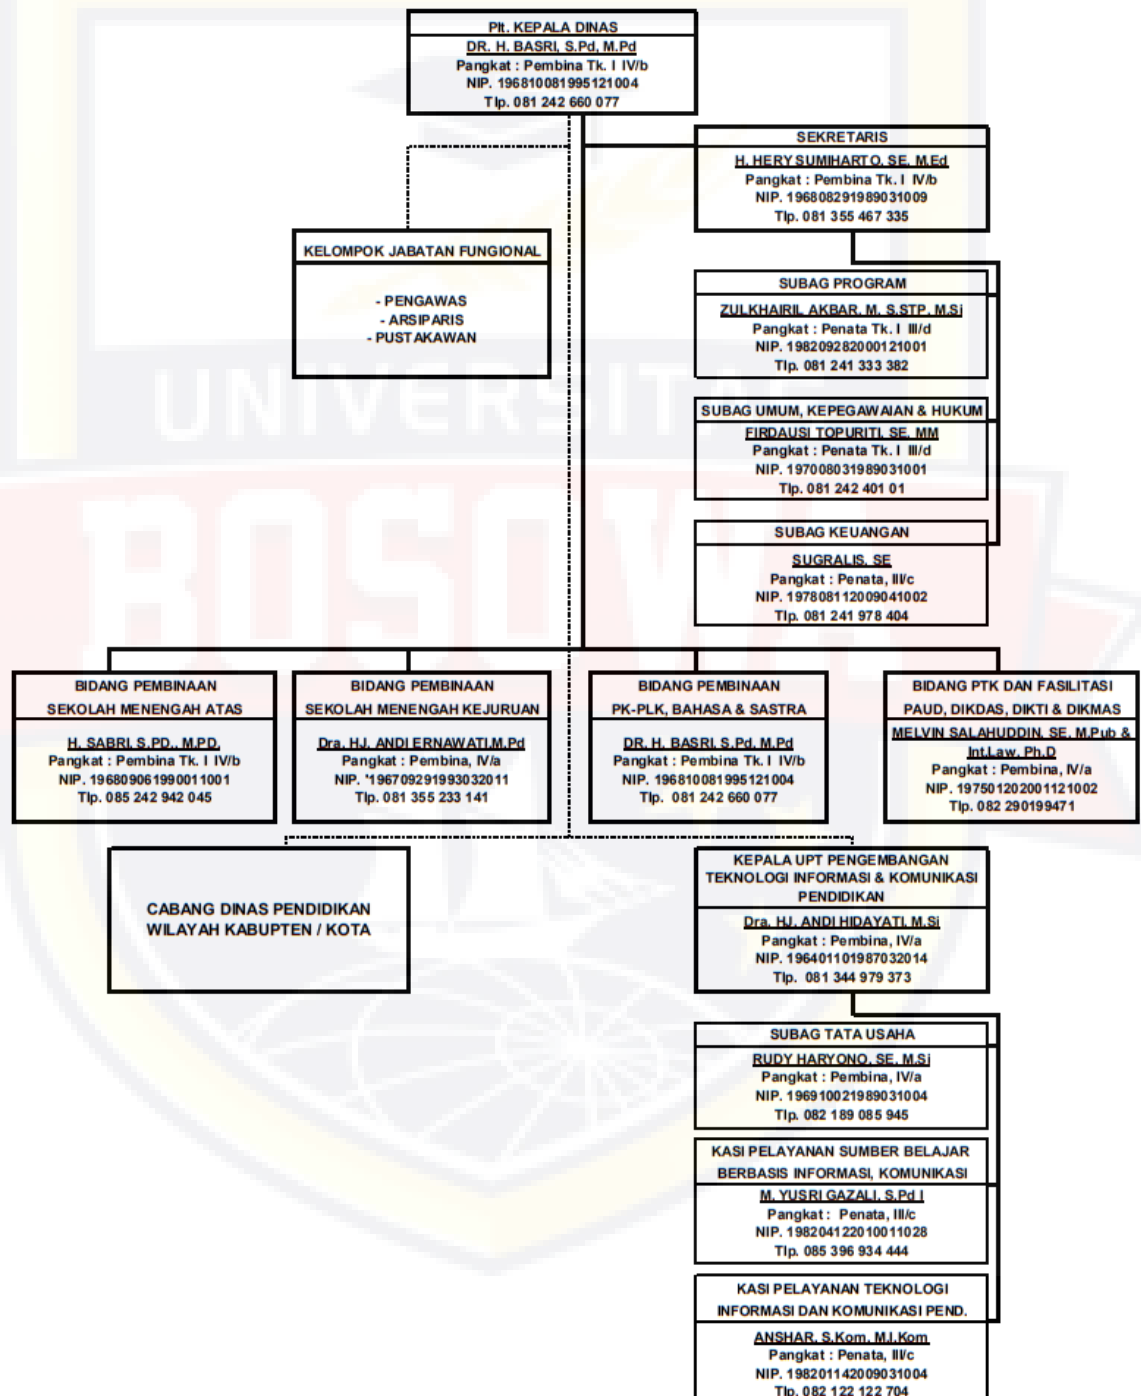 Plt. KEPALA DINAS
DR. H. BASRI, S.Pd, M.Pd
Pangkat : Pembina Tk. I IV/b
NIP. 196810081995121004
Tlp. 081 242 660 077
SEKRETARIS
H. HERY SUMIHARTO, SE, M.Ed
Pangkat : Pembina Tk. I IV/b
NIP. 196808291989031009
Tlp. 081 355 467 335
KELOMPOK JABATAN FUNGIONAL
- PENGAWAS
- ARSIPARIS
- PUSTAKAWAN
SUBAG PROGRAM
ZULKHAIRIL AKBAR, M, S.STP, M.Si
Pangkat : Penata Tk. I III/d
NIP. 198209282000121001
Tlp. 081 241 333 382
SUBAG UMUM, KEPEGAWAIAN & HUKUM
FIRDAUSI TOPURITI, SE, MM
Pangkat : Penata Tk. I III/d
NIP. 197008031989031001
Tlp. 081 242 401 01
SUBAG KEUANGAN
SUGRALIS, SE
Pangkat : Penata, III/c
NIP. 197808112009041002
Tlp. 081 241 978 404
UNIVERSITAS
BOSOWA
BIDANG PEMBINAAN
SEKOLAH MENENGAH ATAS
H. SABRI, S.PD., M.PD.
Pangkat : Pembina Tk. I IV/b
NIP. 196809061990011001
Tlp. 085 242 942 045
BIDANG PEMBINAAN
SEKOLAH MENENGAH KEJURUAN
Dra. HJ. ANDI ERNAWATI,M.Pd
Pangkat : Pembina, IV/a
NIP. '196709291993032011
Tlp. 081 355 233 141
BIDANG PEMBINAAN
PK-PLK, BAHASA & SASTRA
DR. H. BASRI, S.Pd, M.Pd
Pangkat : Pembina Tk. I IV/b
NIP. 196810081995121004
Tlp. 081 242 660 077
BIDANG PTK DAN FASILITASI
PAUD, DIKDAS, DIKTI & DIKMAS
MELVIN SALAHUDDIN, SE, M.Pub &
Int.Law, Ph.D
Pangkat : Pembina, IV/a
NIP. 197501202001121002
Tlp. 082 290199471
CABANG DINAS PENDIDIKAN
WILAYAH KABUPTEN / KOTA
KEPALA UPT PENGEMBANGAN
TEKNOLOGI INFORMASI & KOMUNIKASI
PENDIDIKAN
Dra. HJ. ANDI HIDAYATI, M.Si
Pangkat : Pembina, IV/a
NIP. 196401101987032014
Tlp. 081 344 979 373
SUBAG TATA USAHA
RUDY HARYONO, SE, M.Si
Pangkat : Pembina, IV/a
NIP. 196910021989031004
Tlp. 082 189 085 945
KASI PELAYANAN SUMBER BELAJAR
BERBASIS INFORMASI, KOMUNIKASI
M. YUSRI GAZALI, S.Pd I
Pangkat : Penata, III/c
NIP. 198204122010011028
Tlp. 085 396 934 444
KASI PELAYANAN TEKNOLOGI
INFORMASI DAN KOMUNIKASI PEND.
ANSHAR, S.Kom, M.I.Kom
Pangkat : Penata, III/c
NIP. 198201142009031004
Tlp. 082 122 122 704